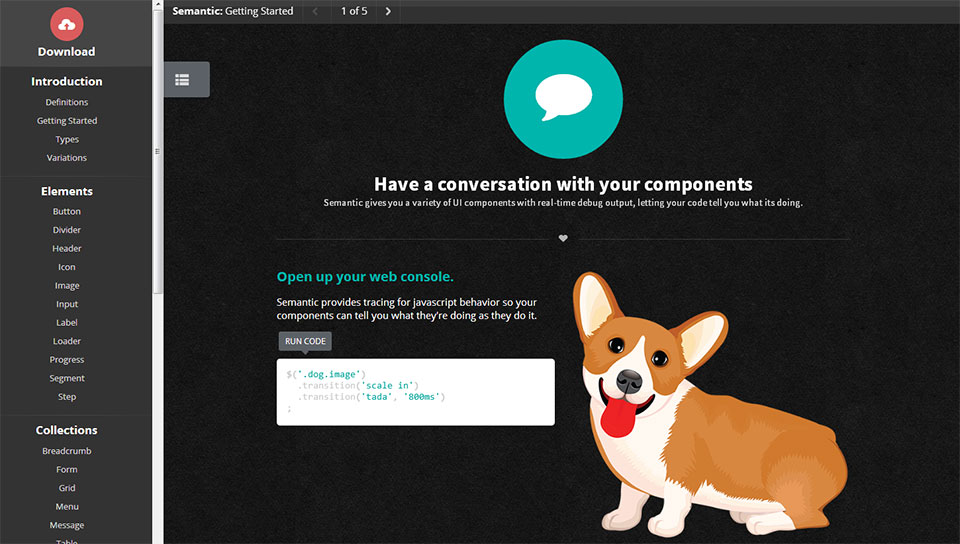 Download
Introduction
Definitions
Getting Started
Types
Variations
Elements
Button
Divider
Header
Icon
Image
Input
Label
Loader
Progress
Segment
Step
Collections
Breadcrumb
Form
Grid
Menu
Message
Table
Semantic: Getting Started
1 of 5
Have a conversation with your components
Semantic gives you a variety of UI components with real-time debug output, letting your code tell you what its doing.
Open up your web console.
Semantic provides tracing for javascript behavior so your
components can tell you what they're doing as they do it.
RUN CODE
$('.dog.image')
  .transition('scale in')
  .transition('tada', '800ms')
;